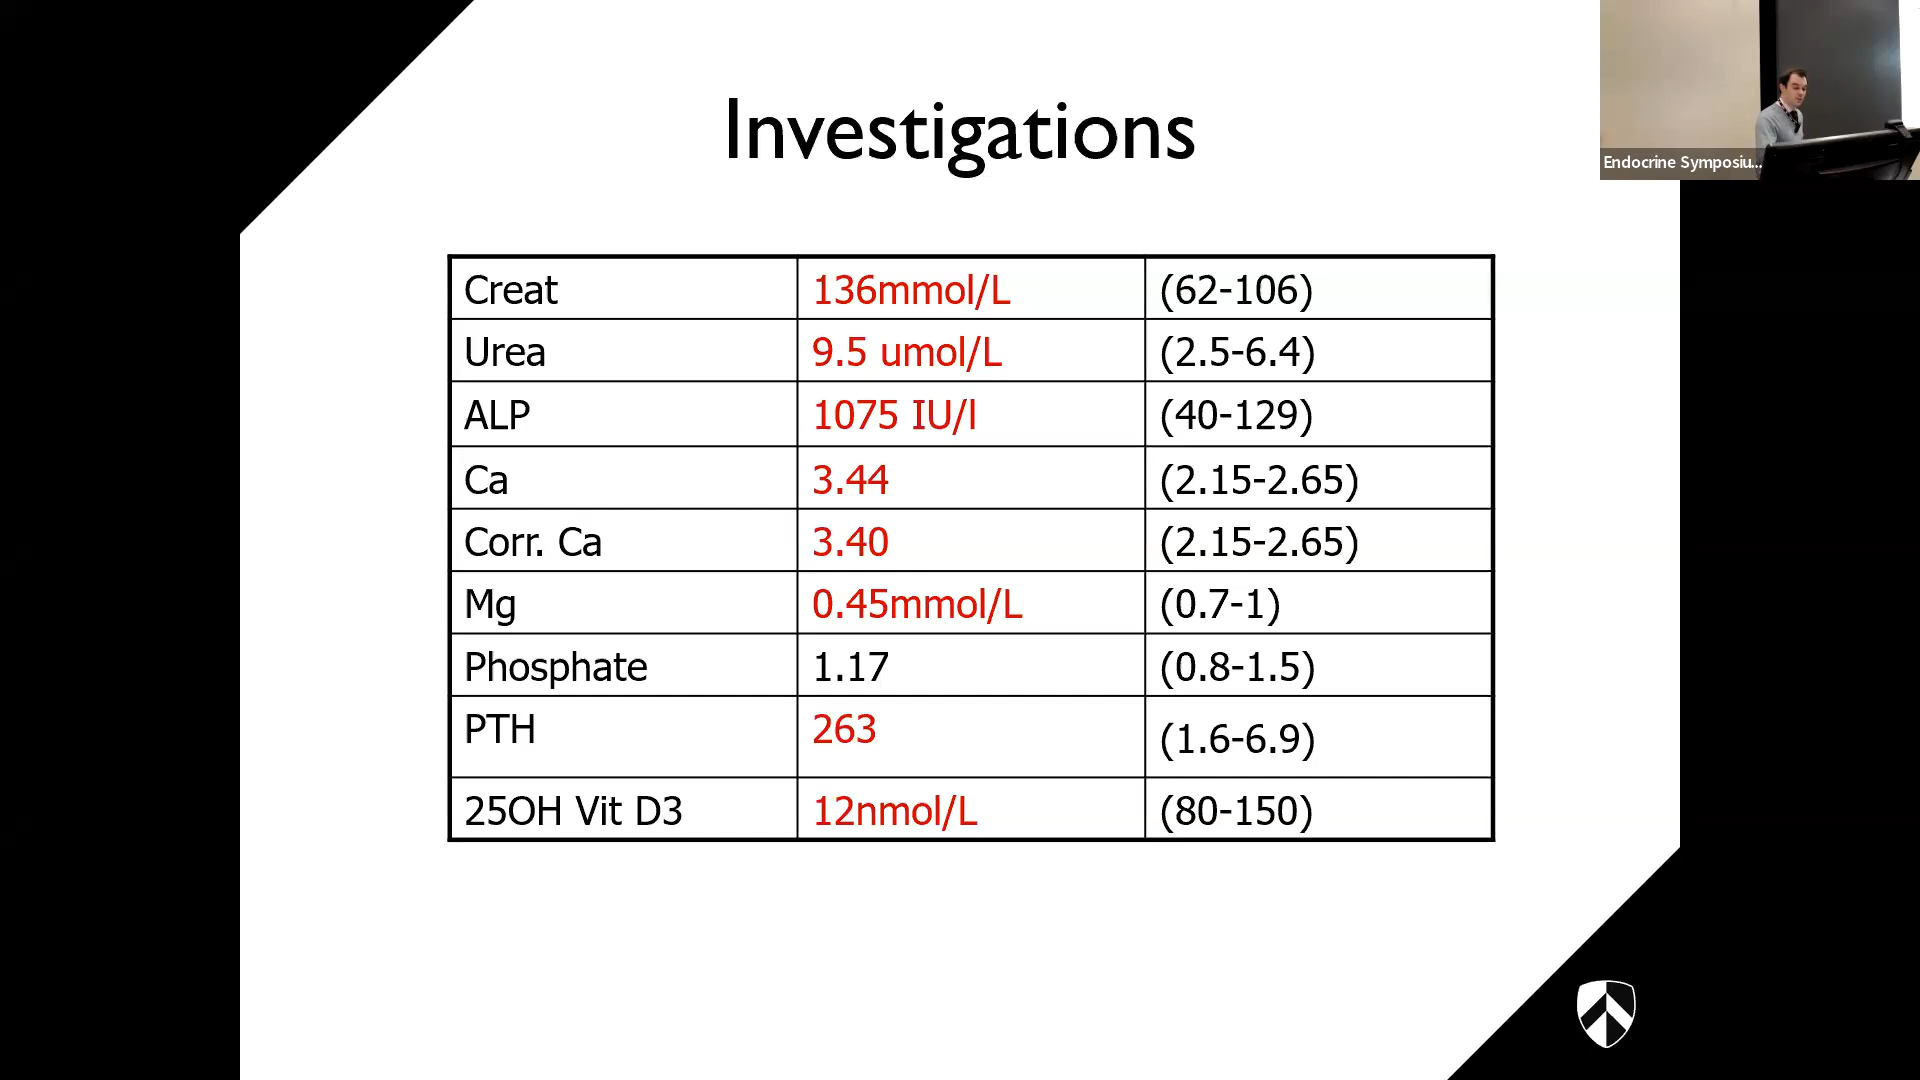 Investigations
Endocrine Symposiu...
Creat 136mmol/L (62-106)
Urea 9.5 umol/L (2.5-6.4)
ALP 1075 IU/l (40-129)
Ca 3.44 (2.15-2.65)
Corr. Ca 3.40 (2.15-2.65)
Mg 0.45mmol/L (0.7-1)
Phosphate 1.17 (0.8-1.5)
PTH 263 (1.6-6.9)
25OH Vit D3 12nmol/L (80-150)